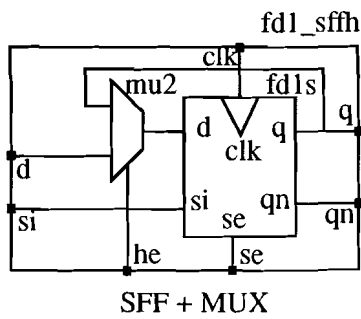 fd1_sffh
clk
mu2
fd1s
q
d
q
clk
d
si
qn
si
se
qn
he
se
SFF + MUX